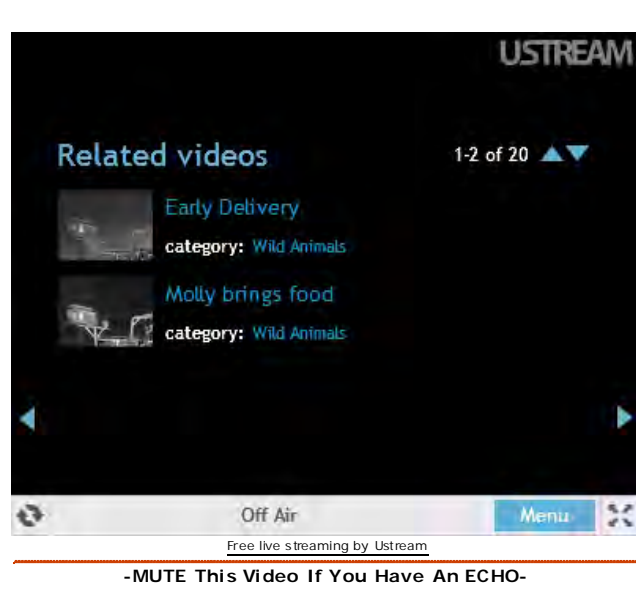 USTREAM
Related videos
1-2 of 20
Early Delivery
category: Wild Animals
Molly brings food
category: Wild Animals
Off Air
Menu
Free live streaming by Ustream
-MUTE This Video If You Have An ECHO-